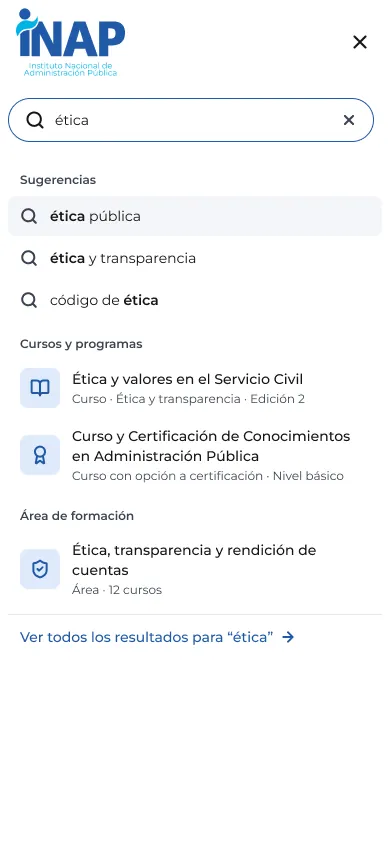 iNAP
Instituto Nacional de
Administración Pública
ética
Sugerencias
ética pública
ética y transparencia
código de ética
Cursos y programas
Ética y valores en el Servicio Civil
Curso · Ética y transparencia · Edición 2
Curso y Certificación de Conocimientos
en Administración Pública
Curso con opción a certificación · Nivel básico
Área de formación
Ética, transparencia y rendición de
cuentas
Área · 12 cursos
Ver todos los resultados para “ética”